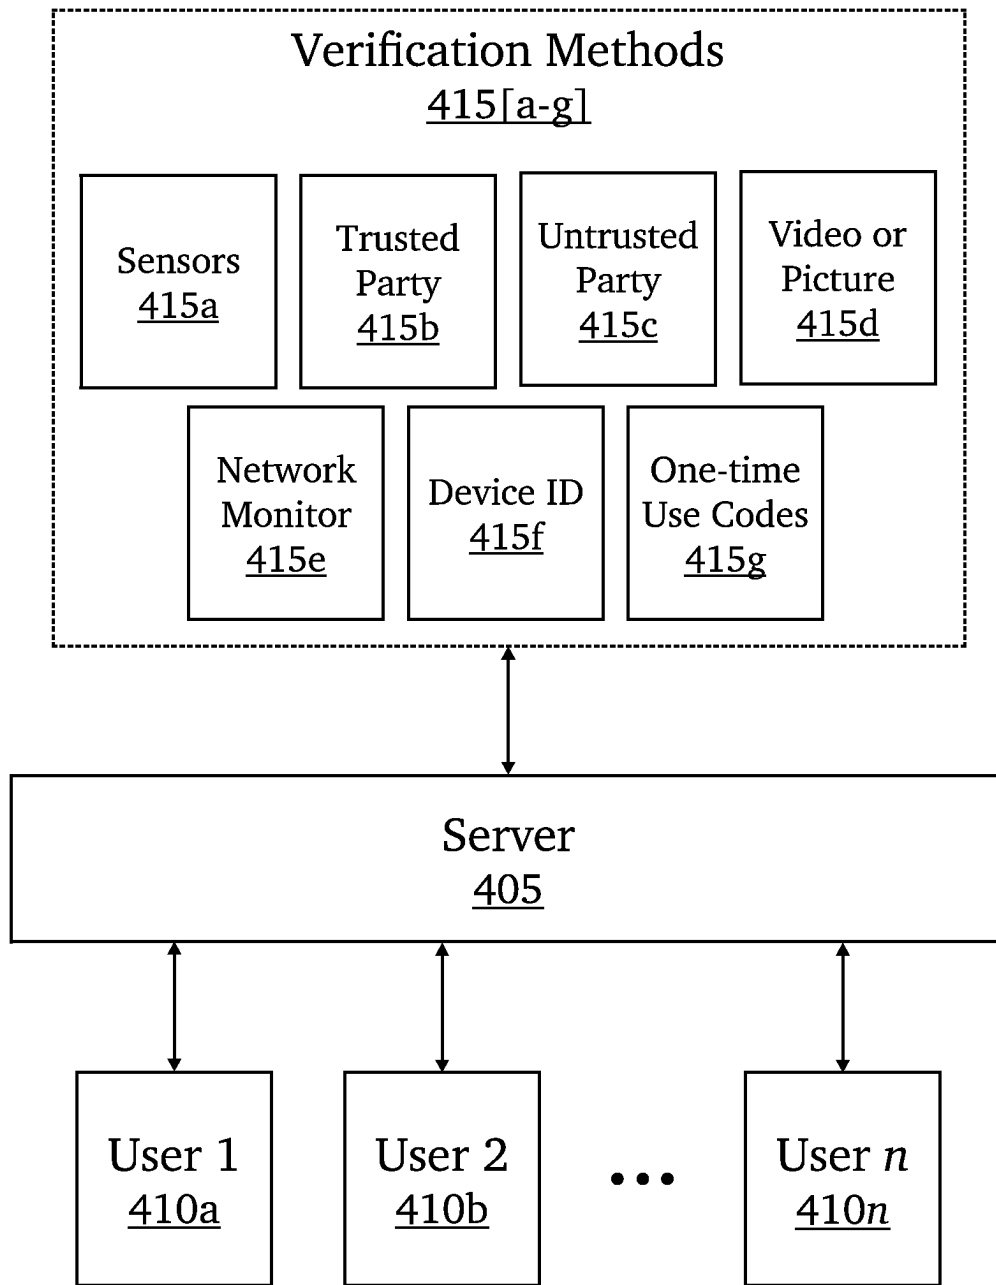 Verification Methods
415[a-g]
Sensors
415a
Trusted
Party
415b
Untrusted
Party
415c
Video or
Picture
415d
Network
Monitor
415e
Device ID
415f
One-time
Use Codes
415g
Server
405
User 1
410a
User 2
410b
•••
User n
410n